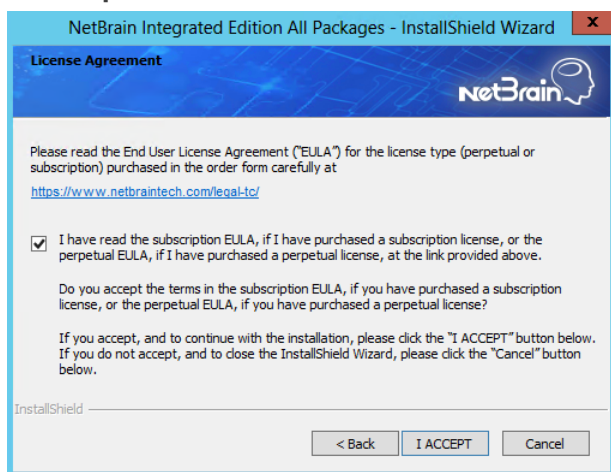 NetBrain Integrated Edition All Packages - InstallShield Wizard x
License Agreement
NetBrain
Please read the End User License Agreement ("EULA") for the license type (perpetual or
subscription) purchased in the order form carefully at
https://www.netbraintech.com/legal-tc/
I have read the subscription EULA, if I have purchased a subscription license, or the
perpetual EULA, if I have purchased a perpetual license, at the link provided above.
Do you accept the terms in the subscription EULA, if you have purchased a subscription
license, or the perpetual EULA, if you have purchased a perpetual license?
If you accept, and to continue with the installation, please click the "I ACCEPT" button below.
If you do not accept, and to close the InstallShield Wizard, please click the "Cancel" button
below.
InstallShield
< Back I ACCEPT Cancel